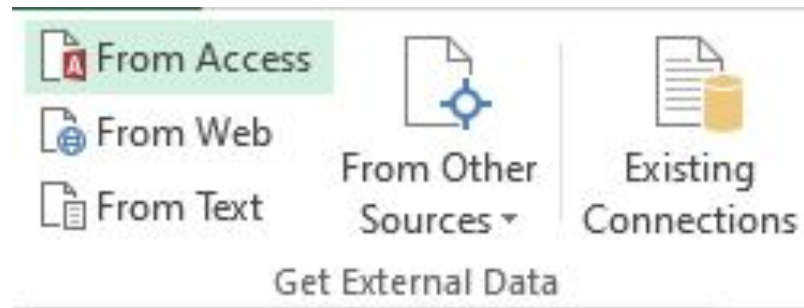 From Access
From Web
From Text
From Other
Sources
Existing
Connections
Get External Data